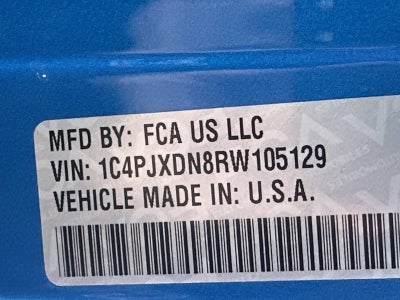 MFD BY: FCA US LLC
VIN: 1C4PJXDN8RW105129
VEHICLE MADE IN: U.S.A.